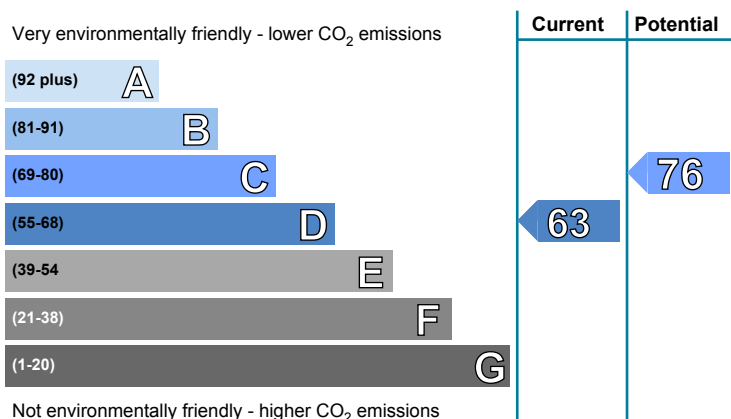 Current Potential
Very environmentally friendly - lower CO2 emissions
(92 plus) A
(81-91) B
(69-80) C 76
(55-68) D 63
(39-54 E
(21-38) F
(1-20) G
Not environmentally friendly - higher CO2 emissions